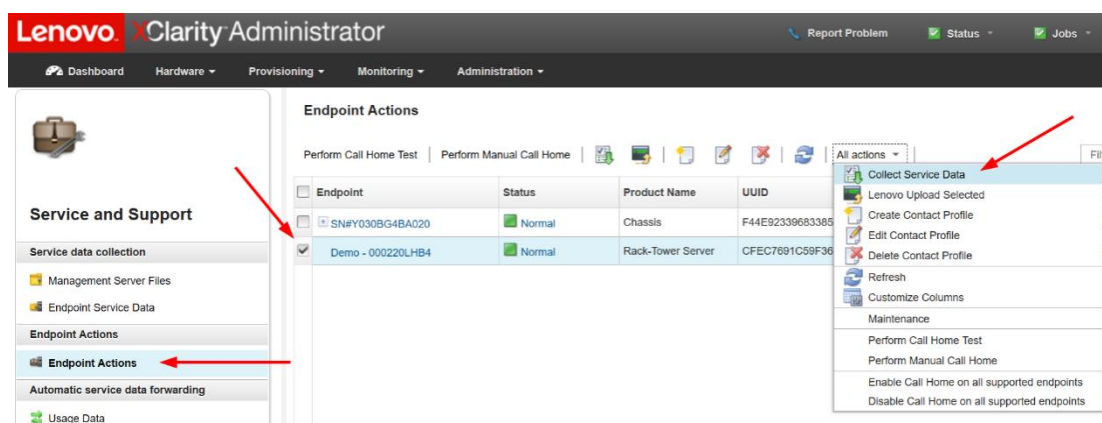 Lenovo. XClarity Administrator
Report Problem Status Jobs
Dashboard Hardware Provisioning Monitoring Administration
Endpoint Actions
Perform Call Home Test | Perform Manual Call Home | All actions
Service and Support
Service data collection
Management Server Files
Endpoint Service Data
Endpoint Actions
Endpoint Actions
Automatic service data forwarding
Usage Data
Endpoint Status Product Name UUID
SN#Y030BG4BA020 Normal Chassis F44E92339683385
Demo - 000220LHB4 Normal Rack-Tower Server CFEC7691C59F36
Collect Service Data
Lenovo Upload Selected
Create Contact Profile
Edit Contact Profile
Delete Contact Profile
Refresh
Customize Columns
Maintenance
Perform Call Home Test
Perform Manual Call Home
Enable Call Home on all supported endpoints
Disable Call Home on all supported endpoints